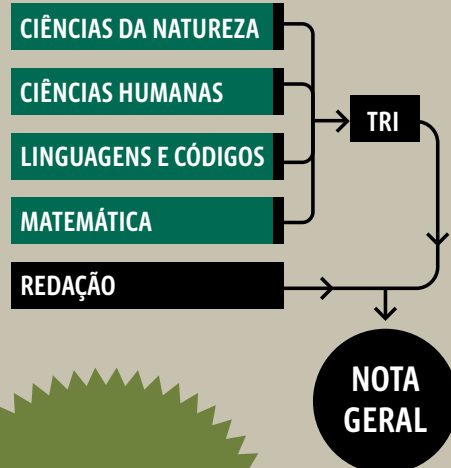 CIÊNCIAS DA NATUREZA
CIÊNCIAS HUMANAS
LINGUAGENS E CÓDIGOS
MATEMÁTICA
REDAÇÃO
TRI
NOTA
GERAL